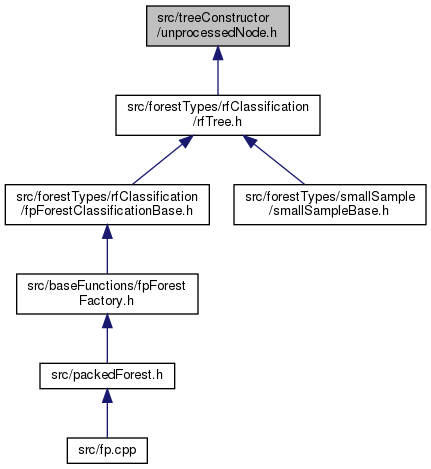 src/treeConstructor
/unprocessedNode.h
src/forestTypes/rfClassification
/rfTree.h
src/forestTypes/rfClassification
/fpForestClassificationBase.h
src/forestTypes/smallSample
/smallSampleBase.h
src/baseFunctions/fpForest
Factory.h
src/packedForest.h
src/fp.cpp